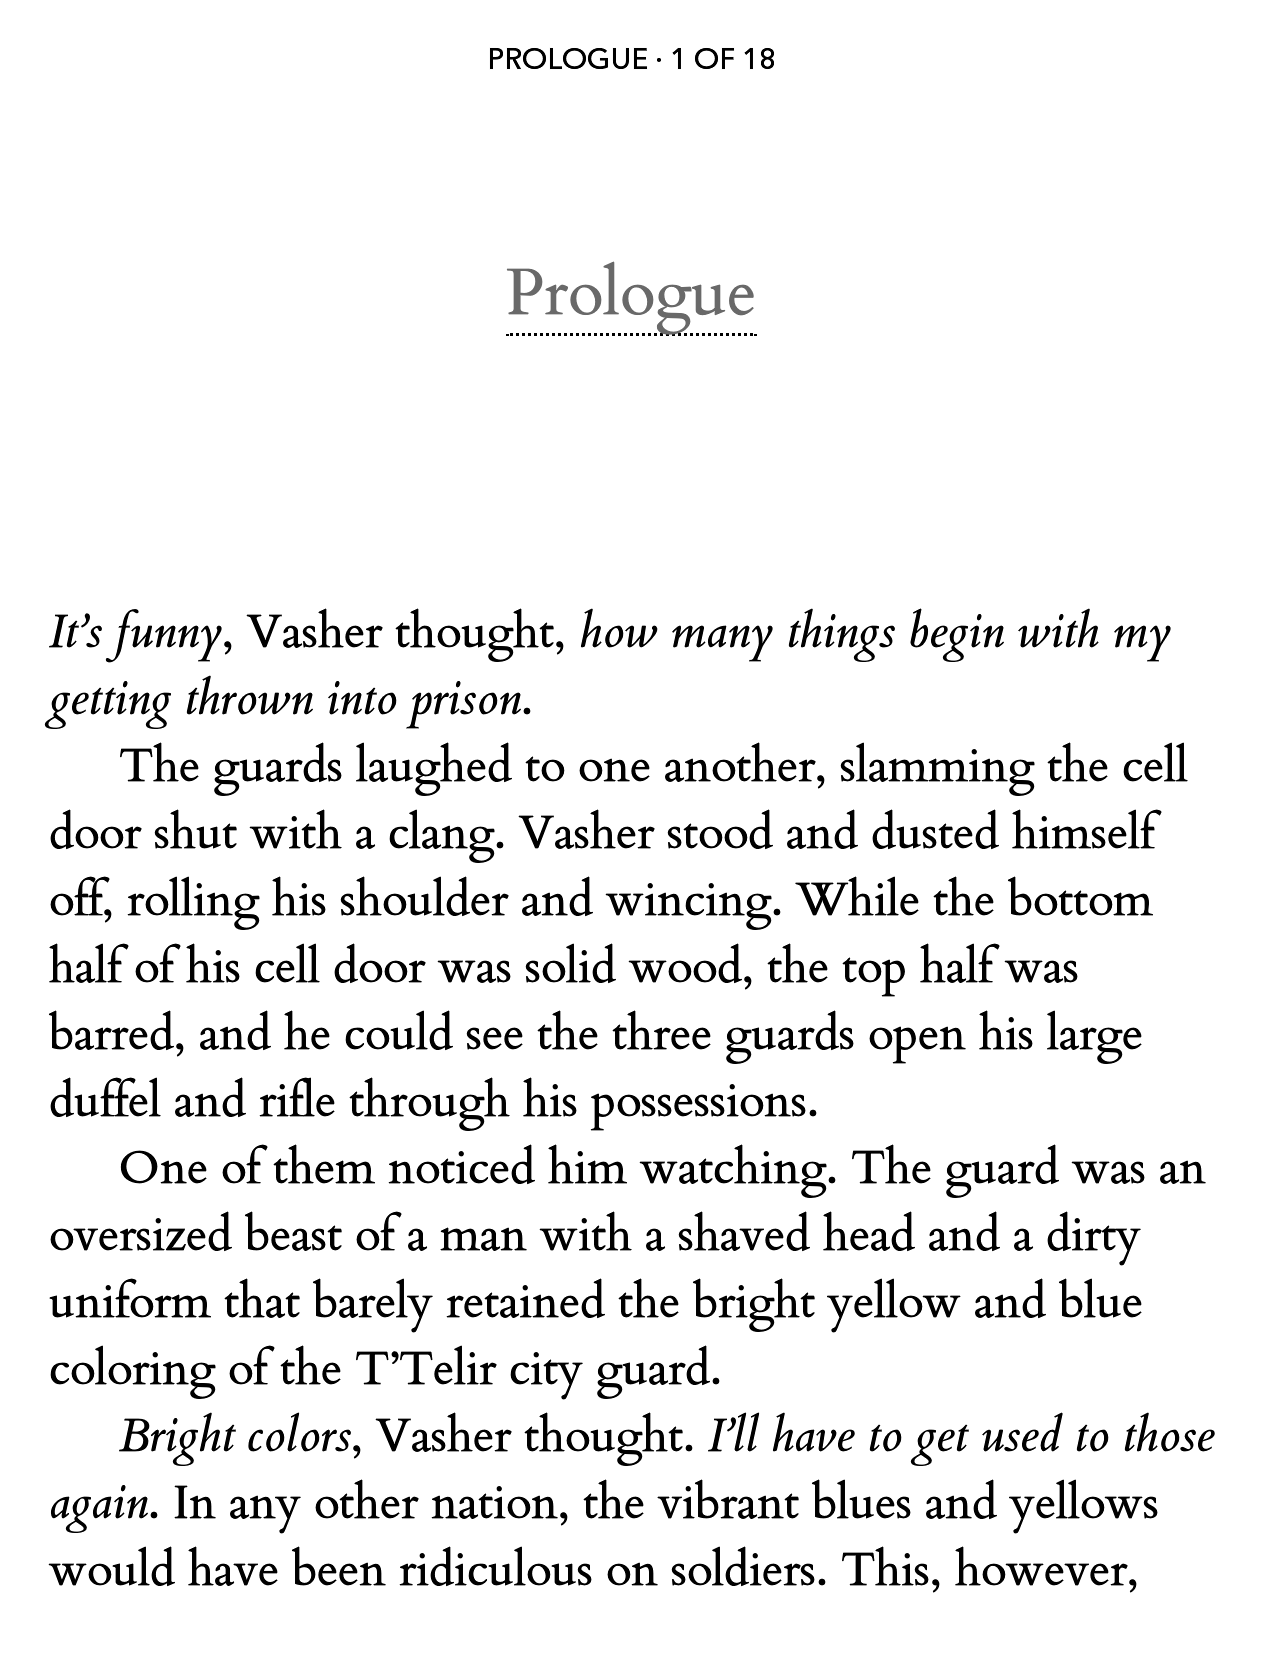 PROLOGUE · 1 OF 18
Prologue
It’s funny, Vasher thought, how many things begin with my
getting thrown into prison.
The guards laughed to one another, slamming the cell
door shut with a clang. Vasher stood and dusted himself
off, rolling his shoulder and wincing. While the bottom
half of his cell door was solid wood, the top half was
barred, and he could see the three guards open his large
duffel and rifle through his possessions.
One of them noticed him watching. The guard was an
oversized beast of a man with a shaved head and a dirty
uniform that barely retained the bright yellow and blue
coloring of the T’Telir city guard.
Bright colors, Vasher thought. I’ll have to get used to those
again. In any other nation, the vibrant blues and yellows
would have been ridiculous on soldiers. This, however,